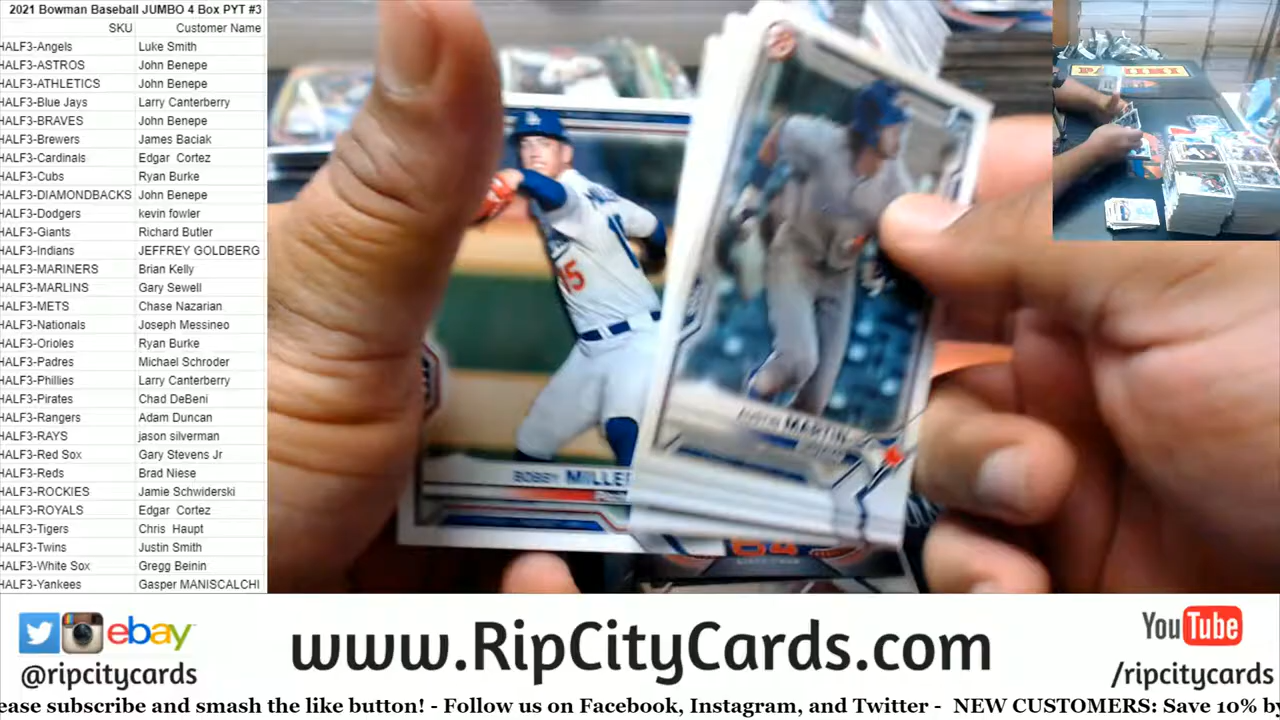 2021 Bowman Baseball JUMBO 4 Box PYT #3
SKU Customer Name
HALF3-Angels Luke Smith
HALF3-ASTROS John Benepe
HALF3-ATHLETICS John Benepe
HALF3-Blue Jays Larry Canterberry
HALF3-BRAVES John Benepe
HALF3-Brewers James Baciak
HALF3-Cardinals Edgar Cortez
HALF3-Cubs Ryan Burke
HALF3-DIAMONDBACKS John Benepe
HALF3-Dodgers kevin fowler
HALF3-Giants Richard Butler
HALF3-Indians JEFFREY GOLDBERG
HALF3-MARINERS Brian Kelly
HALF3-MARLINS Gary Sewell
HALF3-METS Chase Nazarian
HALF3-Nationals Joseph Messineo
HALF3-Orioles Ryan Burke
HALF3-Padres Michael Schroder
HALF3-Phillies Larry Canterberry
HALF3-Pirates Chad DeBeni
HALF3-Rangers Adam Duncan
HALF3-RAYS jason silverman
HALF3-Red Sox Gary Stevens Jr
HALF3-Reds Brad Niese
HALF3-ROCKIES Jamie Schwiderski
HALF3-ROYALS Edgar Cortez
HALF3-Tigers Chris Haupt
HALF3-Twins Justin Smith
HALF3-White Sox Gregg Beinin
HALF3-Yankees Gasper MANISCALCHI
PANINI
15
BOBBY MILLER
MARTIN
ebay
@ripcitycards
www.RipCityCards.com
YouTube
/ripcitycards
ease subscribe and smash the like button! - Follow us on Facebook, Instagram, and Twitter - NEW CUSTOMERS: Save 10% by